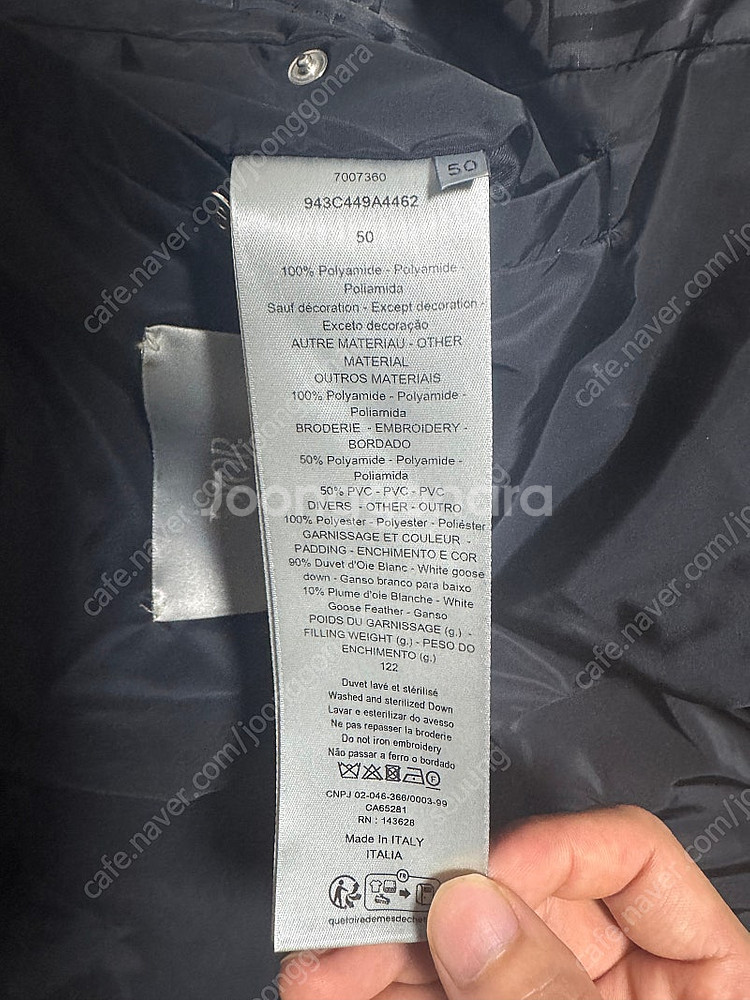 50
7007360
943C449A4462
50
100% Polyamide - Polyamide -
Poliamida
Sauf décoration - Except decoration -
Exceto decoração
AUTRE MATERIAU - OTHER
MATERIAL
OUTROS MATERIAIS
100% Polyamide - Polyamide -
Poliamida
BRODERIE - EMBROIDERY -
BORDADO
50% Polyamide - Polyamide -
Poliamida
50% PVC - PVC - PVC
DIVERS - OTHER - OUTRO
100% Polyester - Polyester - Poliéster
GARNISSAGE ET COULEUR -
PADDING - ENCHIMENTO E COR
90% Duvet d'Oie Blanc - White goose
down - Ganso branco para baixo
10% Plume d'oie Blanche - White
Goose Feather - Ganso
POIDS DU GARNISSAGE (g.) -
FILLING WEIGHT (g.) - PESO DO
ENCHIMENTO (g.)
122
Duvet lavé et stérilisé
Washed and sterilized Down
Lavar e esterilizar do avesso
Ne pas repasser la broderie
Do not iron embroidery
Não passar a ferro o bordado
CNPJ 02-046-366/0003-99
CA65281
RN : 143628
Made In ITALY
ITALIA
FR
quefairedemesdechet
Joonggonara
cafe.naver.com/joonggonara